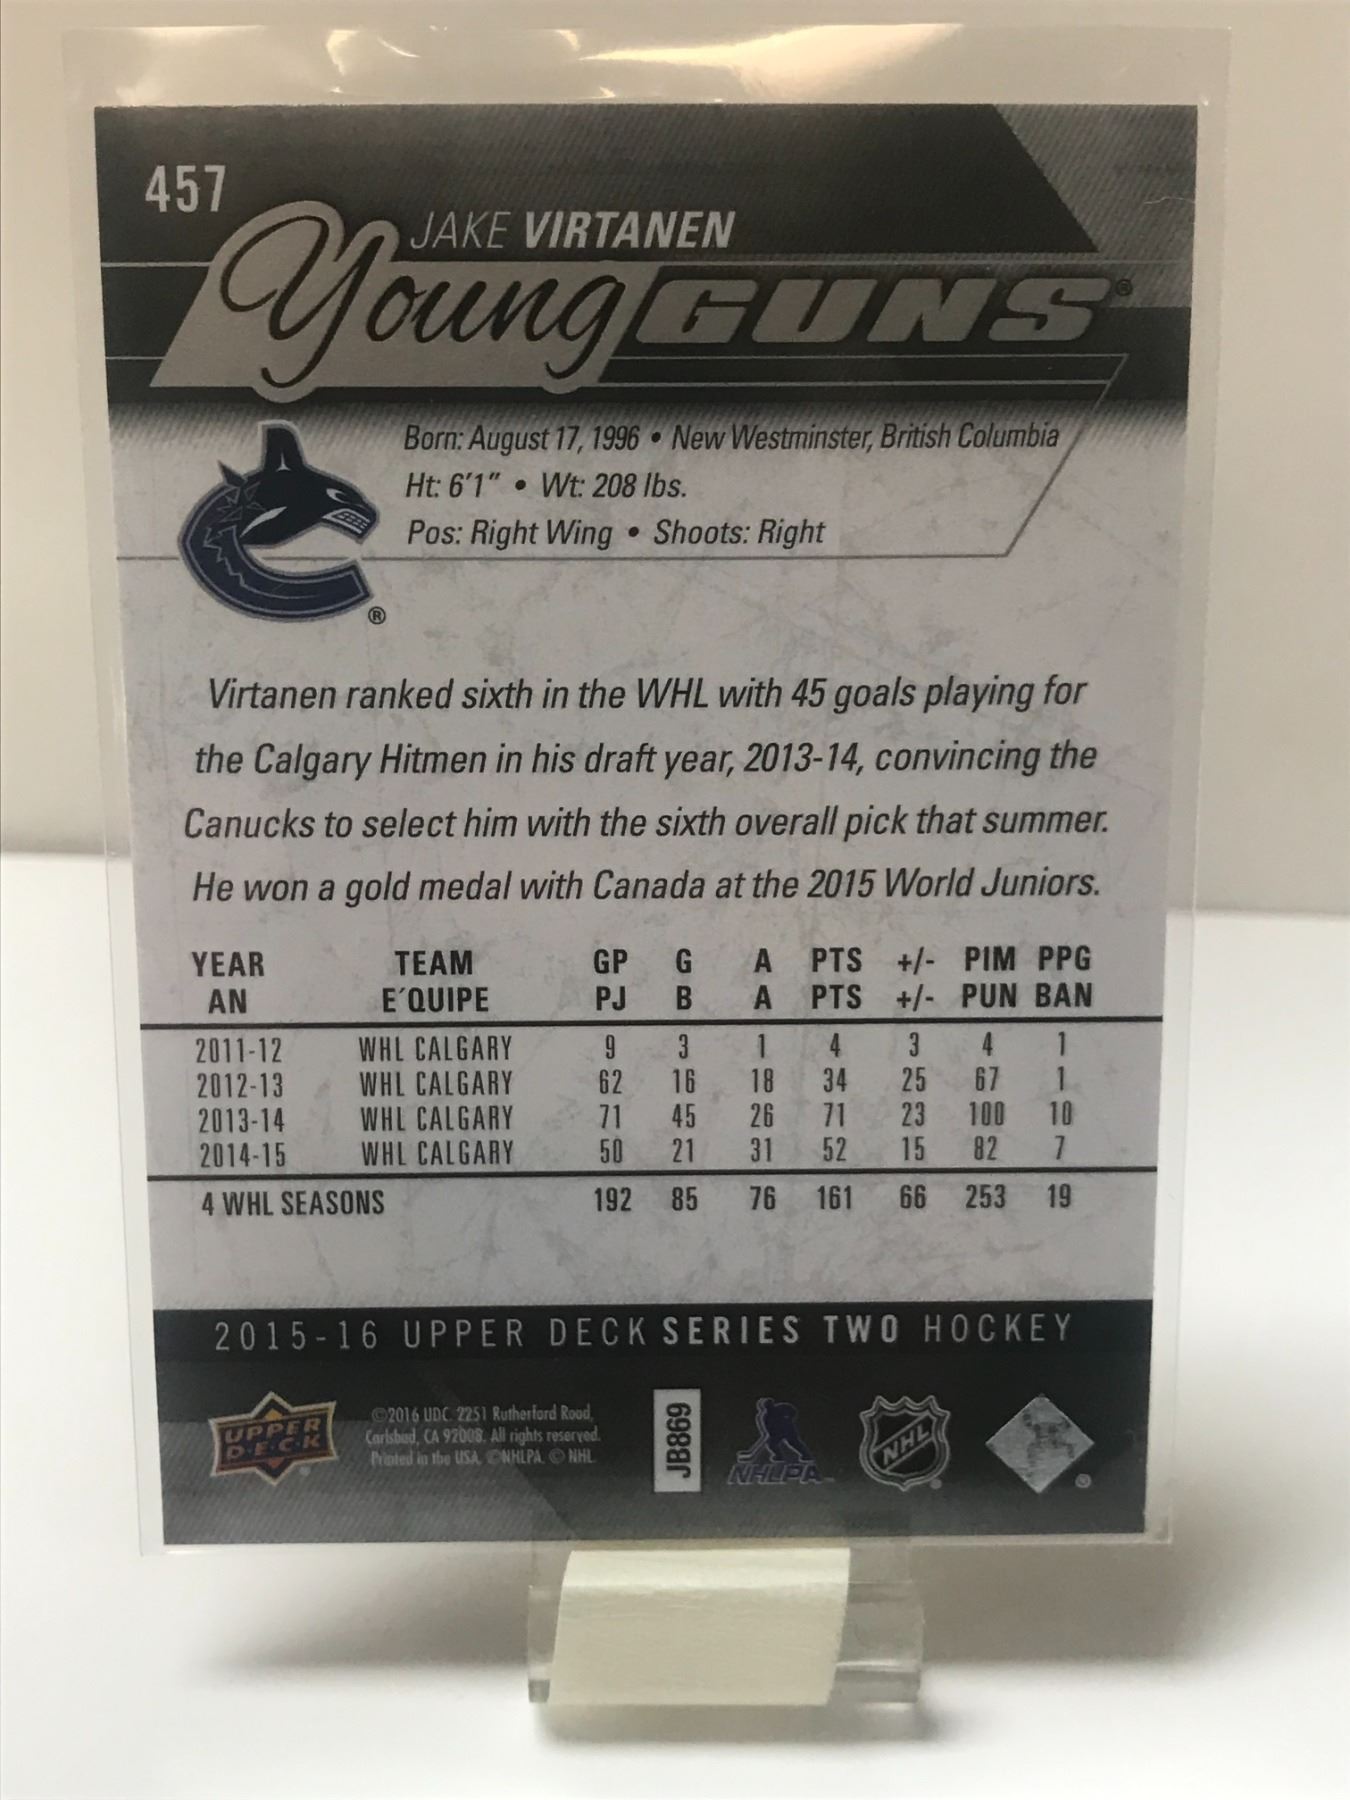 457
JAKE VIRTANEN
Young GUNS®
Born: August 17, 1996 • New Westminster, British Columbia
Ht: 6'1" • Wt: 208 lbs.
Pos: Right Wing • Shoots: Right
®
Virtanen ranked sixth in the WHL with 45 goals playing for
the Calgary Hitmen in his draft year, 2013-14, convincing the
Canucks to select him with the sixth overall pick that summer.
He won a gold medal with Canada at the 2015 World Juniors.
YEAR TEAM GP G A PTS +/- PIM PPG
AN E´QUIPE PJ B A PTS +/- PUN BAN
2011-12 WHL CALGARY 9 3 1 4 3 4 1
2012-13 WHL CALGARY 62 16 18 34 25 67 1
2013-14 WHL CALGARY 71 45 26 71 23 100 10
2014-15 WHL CALGARY 50 21 31 52 15 82 7
4 WHL SEASONS 192 85 76 161 66 253 19
2015-16 UPPER DECK SERIES TWO HOCKEY
UPPER
D·E·C·K
©2016 UDC. 2251 Rutherford Road,
Carlsbad, CA 92008. All rights reserved.
Printed in the USA. ©NHLPA. © NHL.
JB869
NHLPA
NHL